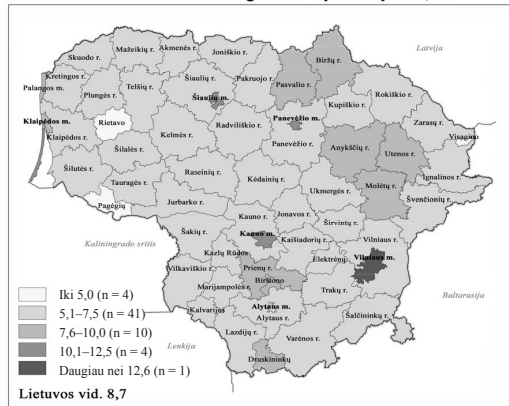 Latvija
Skuodo r.
Mažeikių r.
Akmenės r.
Joniškio r.
Biržų r.
Kretingos r.
Palangos m.
Plungės r.
Telšių r.
Šiaulių r.
Pakruojo r.
Pasvalio r.
Rokiškio r.
Šiaulių m.
Kupiškio r.
Klaipėdos m.
Rietavo
Radviliškio r.
Panevėžio m.
Zarasų r.
Visagino
Klaipėdos r.
Kelmės r.
Panevėžio r.
Anykščių r.
Utenos r.
Šilalės r.
Ignalinos r.
Šilutės r.
Raseinių r.
Kėdainių r.
Molėtų r.
Tauragės r.
Ukmergės r.
Švenčionių r.
Pagėgių
Jurbarko r.
Kauno r.
Jonavos r.
Širvintų r.
Šakių r.
Kauno m.
Vilniaus r.
Kaliningrado sritis
Kaišiadorių r.
Kazlų Rūdos
Elektrėnų
Vilniaus m.
Vilkaviškio r.
Prienų r.
Birštono
Trakų r.
Baltarusija
Marijampolės r.
Alytaus m.
Kalvarijos
Alytaus r.
Šalčininkų r.
Lazdijų r.
Varėnos r.
Lenkija
Druskininkų
Iki 5,0 (n = 4)
5,1–7,5 (n = 41)
7,6–10,0 (n = 10)
10,1–12,5 (n = 4)
Daugiau nei 12,6 (n = 1)
Lietuvos vid. 8,7